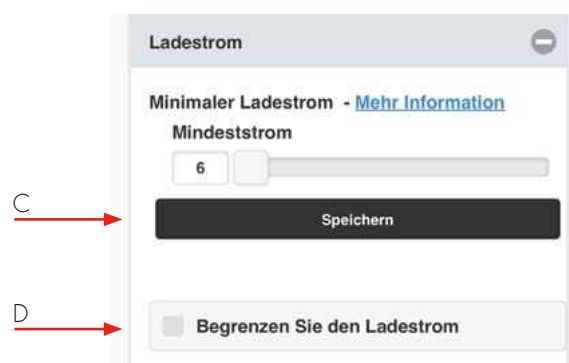 Ladestrom
Minimaler Ladestrom - Mehr Information
Mindeststrom
6
C
Speichern
D
Begrenzen Sie den Ladestrom